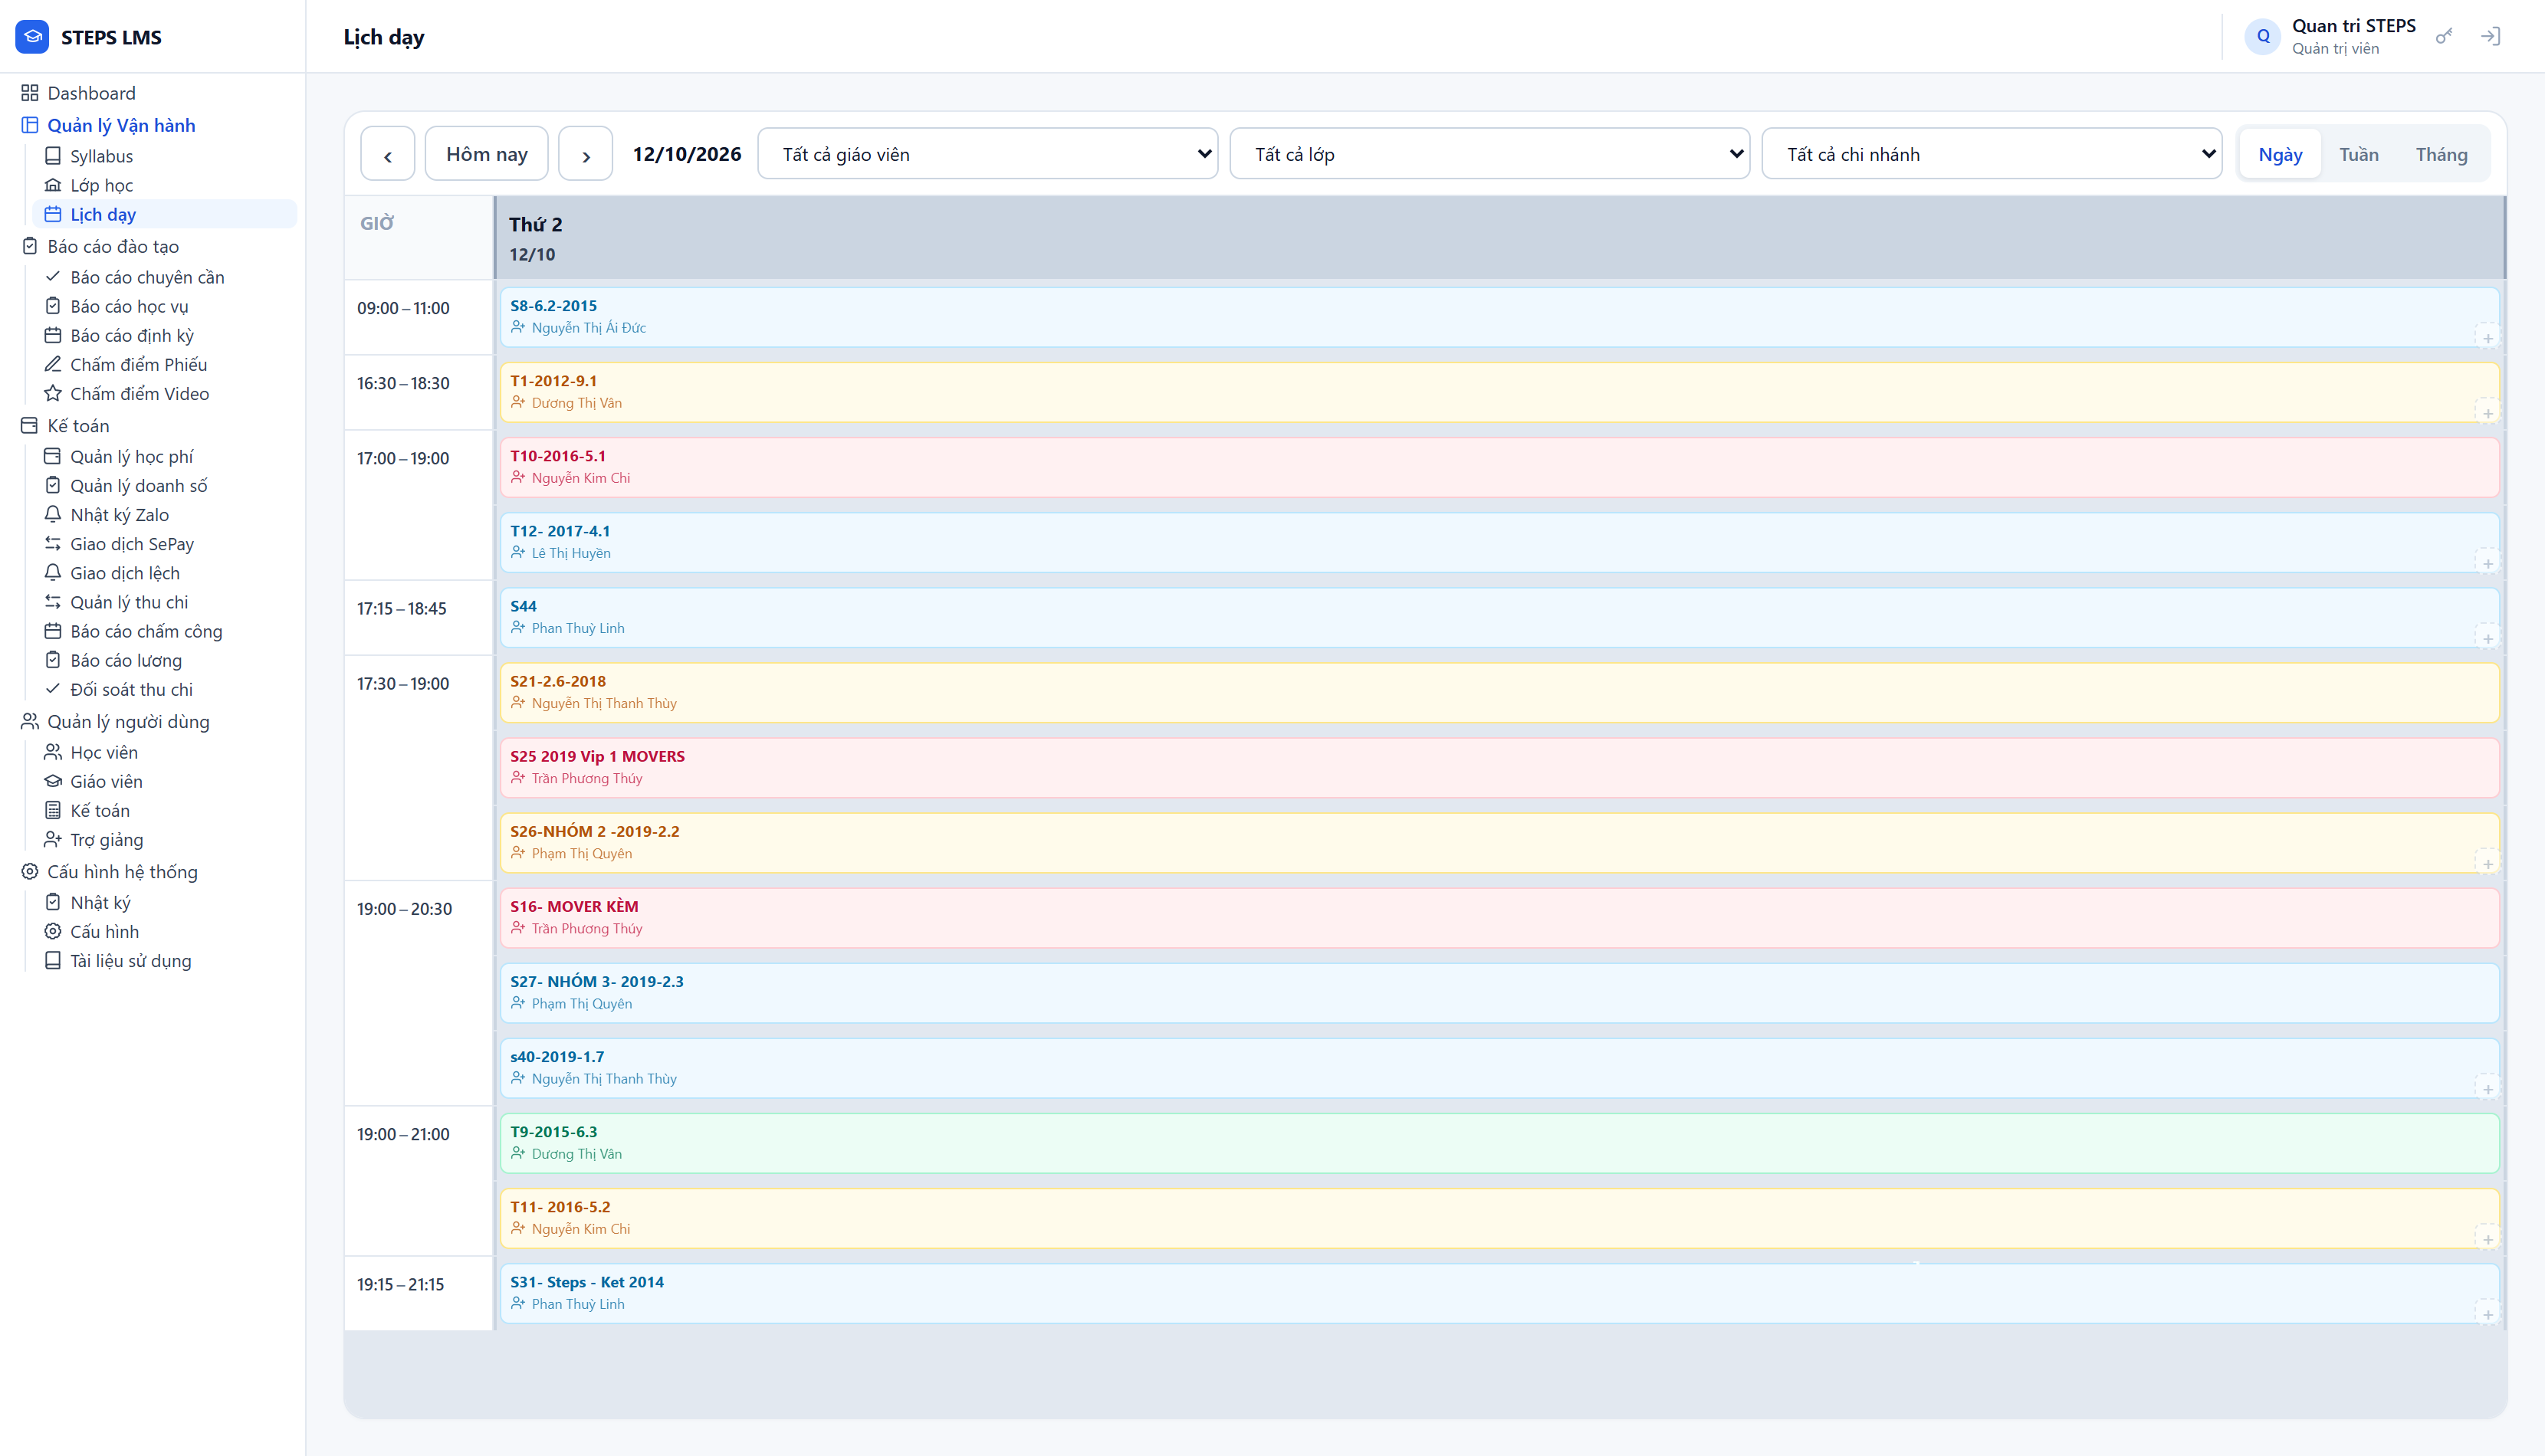 STEPS LMS
Lịch dạy
Q
Quan tri STEPS
Quản trị viên
Dashboard
Quản lý Vận hành
Syllabus
Lớp học
Lịch dạy
Báo cáo đào tạo
Báo cáo chuyên cần
Báo cáo học vụ
Báo cáo định kỳ
Chấm điểm Phiếu
Chấm điểm Video
Kế toán
Quản lý học phí
Quản lý doanh số
Nhật ký Zalo
Giao dịch SePay
Giao dịch lệch
Quản lý thu chi
Báo cáo chấm công
Báo cáo lương
Đối soát thu chi
Quản lý người dùng
Học viên
Giáo viên
Kế toán
Trợ giảng
Cấu hình hệ thống
Nhật ký
Cấu hình
Tài liệu sử dụng
‹ Hôm nay › 12/10/2026 Tất cả giáo viên Tất cả lớp Tất cả chi nhánh Ngày Tuần Tháng
GIỜ
Thứ 2
12/10
09:00 – 11:00
S8-6.2-2015
Nguyễn Thị Ái Đức
+
16:30 – 18:30
T1-2012-9.1
Dương Thị Vân
+
17:00 – 19:00
T10-2016-5.1
Nguyễn Kim Chi
T12- 2017-4.1
Lê Thị Huyền
+
17:15 – 18:45
S44
Phan Thuỳ Linh
+
17:30 – 19:00
S21-2.6-2018
Nguyễn Thị Thanh Thùy
S25 2019 Vip 1 MOVERS
Trần Phương Thúy
S26-NHÓM 2 -2019-2.2
Phạm Thị Quyên
+
19:00 – 20:30
S16- MOVER KÈM
Trần Phương Thúy
S27- NHÓM 3- 2019-2.3
Phạm Thị Quyên
s40-2019-1.7
Nguyễn Thị Thanh Thùy
+
19:00 – 21:00
T9-2015-6.3
Dương Thị Vân
T11- 2016-5.2
Nguyễn Kim Chi
+
19:15 – 21:15
S31- Steps - Ket 2014
Phan Thuỳ Linh
+